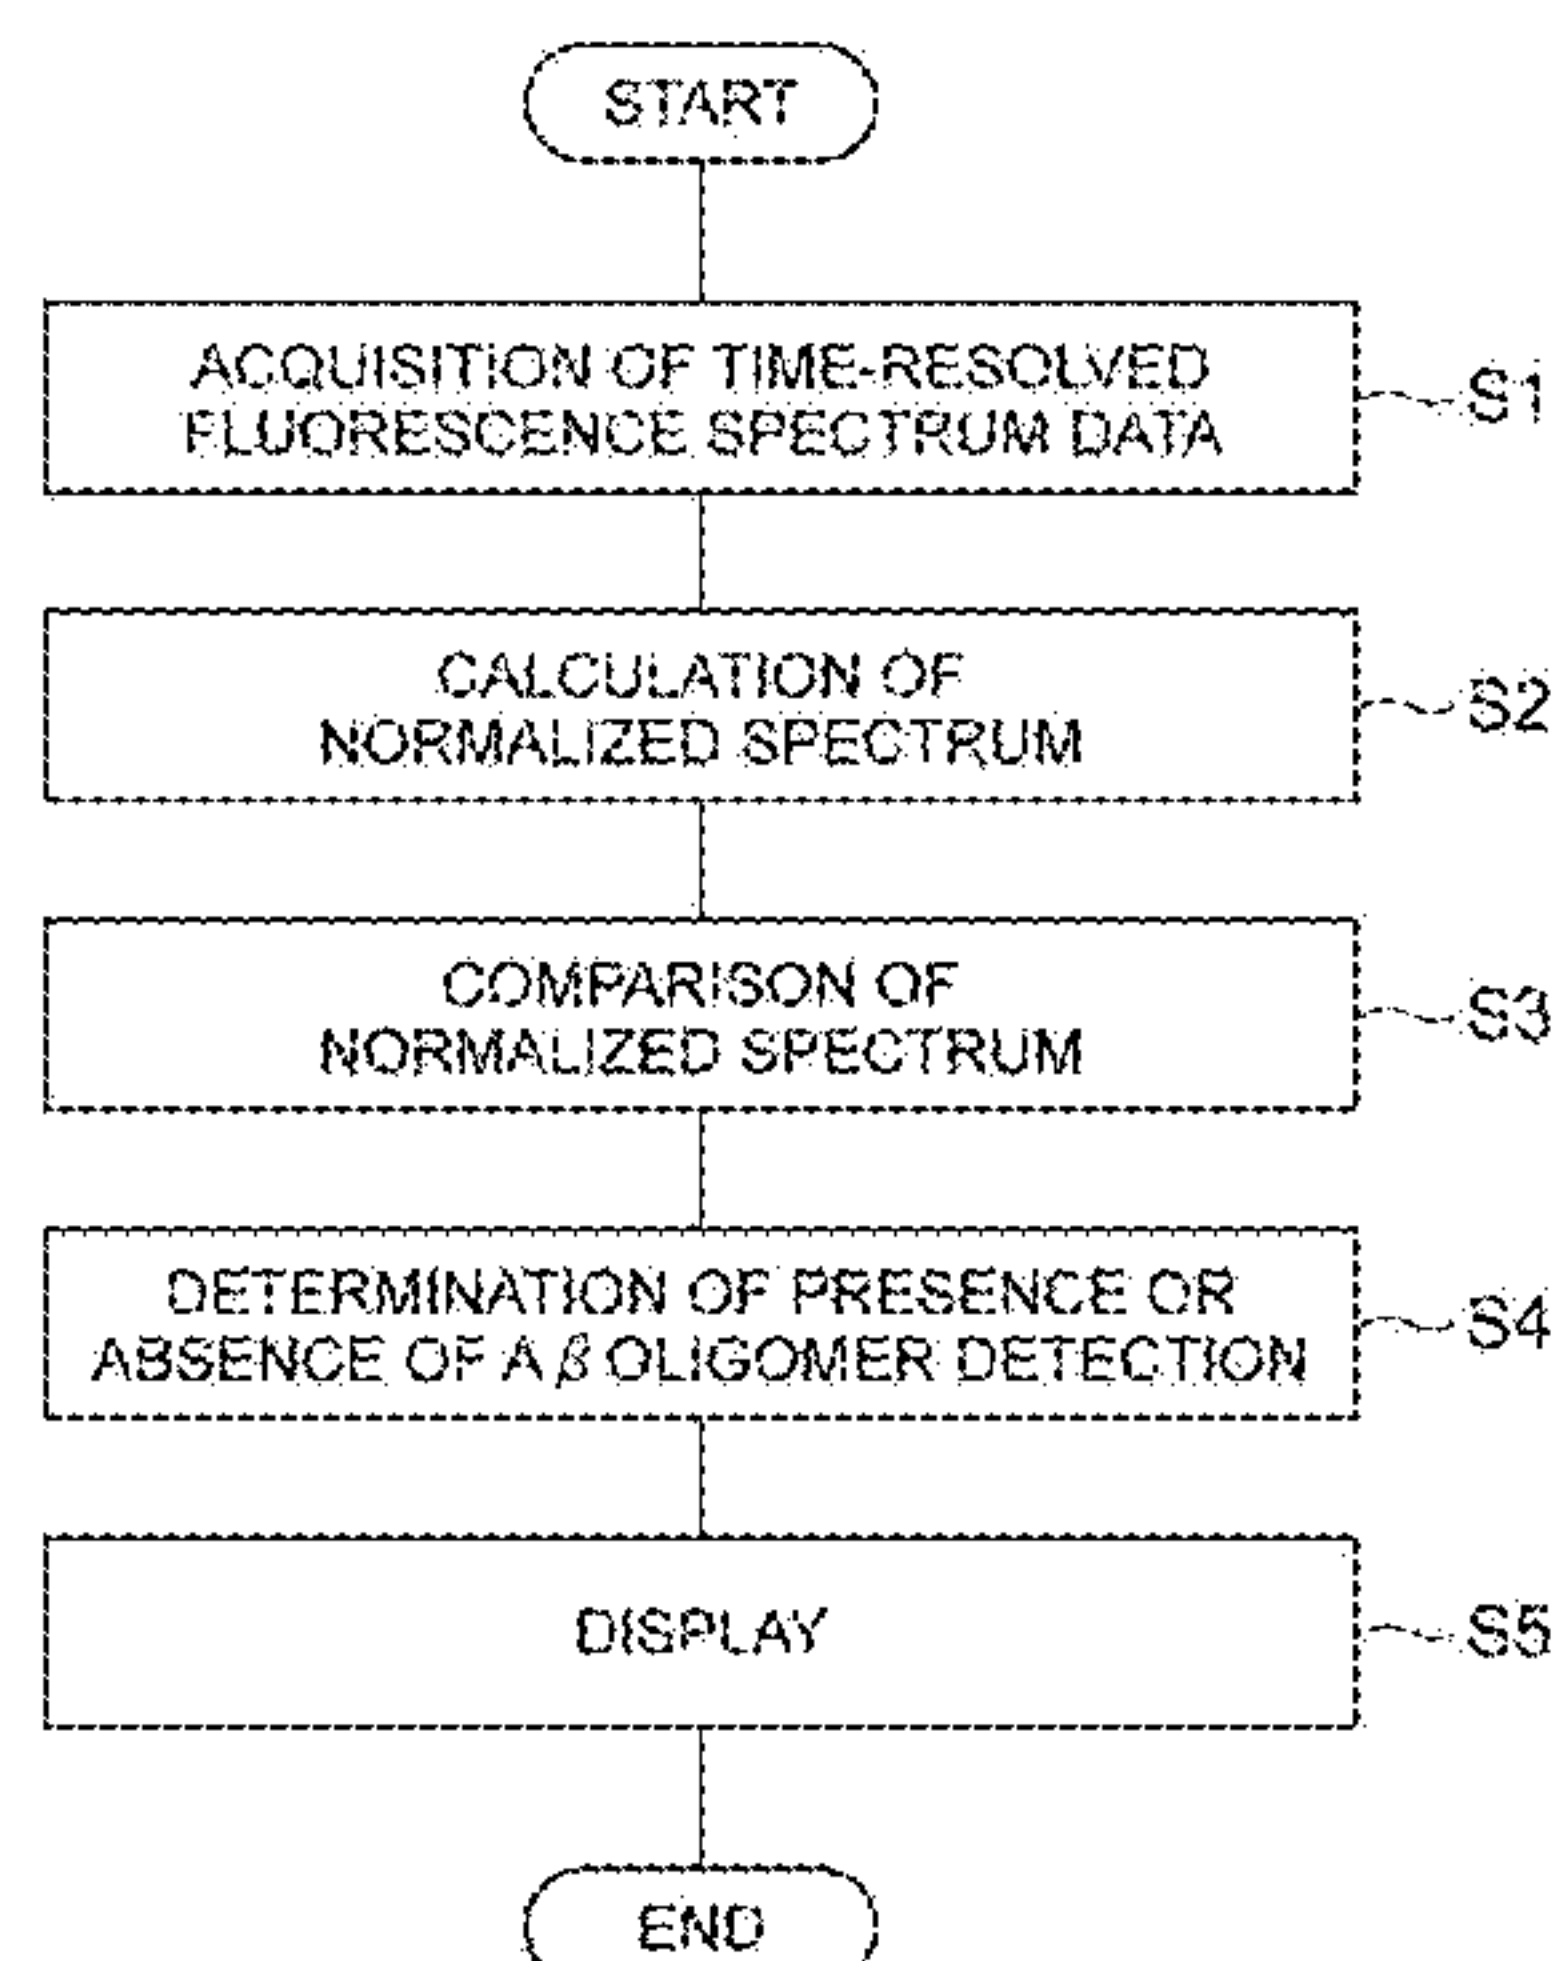 START
ACQUISITION OF TIME-RESOLVED
FLUORESCENCE SPECTRUM DATA
S1
CALCULATION OF
NORMALIZED SPECTRUM
S2
COMPARISON OF
NORMALIZED SPECTRUM
S3
DETERMINATION OF PRESENCE OR
ABSENCE OF Aβ OLIGOMER DETECTION
S4
DISPLAY
S5
END